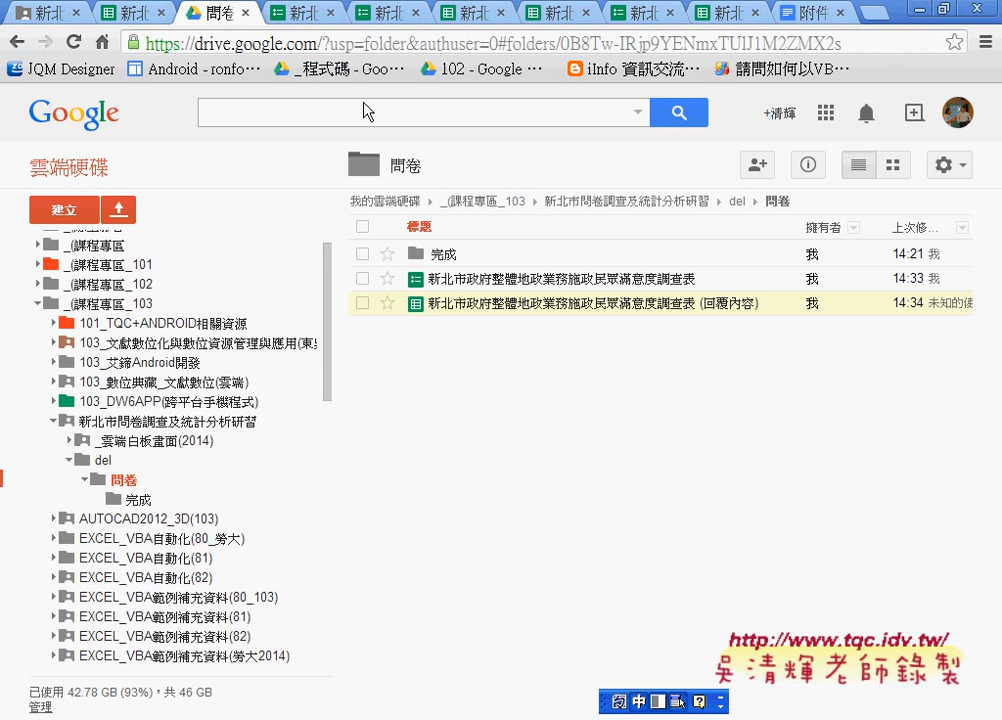 新北
新北
問卷
新北
新北
新北
新北
新北
新北
附件
https://drive.google.com/?usp=folder&authuser=0#folders/0B8Tw-IRjp9YENmxTUlJ1M2ZMX2s
JQM Designer
Android - ronfo…
_程式碼 - Goo…
102 - Google …
iInfo 資訊交流…
請問如何以VB…
Google
+清輝
雲端硬碟
問卷
建立
我的雲端硬碟 ▸ _(課程專區_103 ▸ 新北市問卷調查及統計分析研習 ▸ del ▸ 問卷
標題 擁有者 上次修…
完成 我 14:21 我
新北市政府整體地政業務施政民眾滿意度調查表 我 14:33 我
新北市政府整體地政業務施政民眾滿意度調查表 (回覆內容) 我 14:34 未知的使
_(課程專區
_(課程專區_101
_(課程專區_102
_(課程專區_103
101_TQC+ANDROID相關資源
103_文獻數位化與數位資源管理與應用(東吳
103_艾鍗Android開發
103_數位典藏_文獻數位(雲端)
103_DW6APP(跨平台手機程式)
新北市問卷調查及統計分析研習
_雲端白板畫面(2014)
del
問卷
完成
AUTOCAD2012_3D(103)
EXCEL_VBA自動化(80_勞大)
EXCEL_VBA自動化(81)
EXCEL_VBA自動化(82)
EXCEL_VBA範例補充資料(80_103)
EXCEL_VBA範例補充資料(81)
EXCEL_VBA範例補充資料(82)
EXCEL_VBA範例補充資料(勞大2014)
已使用 42.78 GB (93%)，共 46 GB
管理
http://www.tqc.idv.tw/
吳清輝老師錄製
中